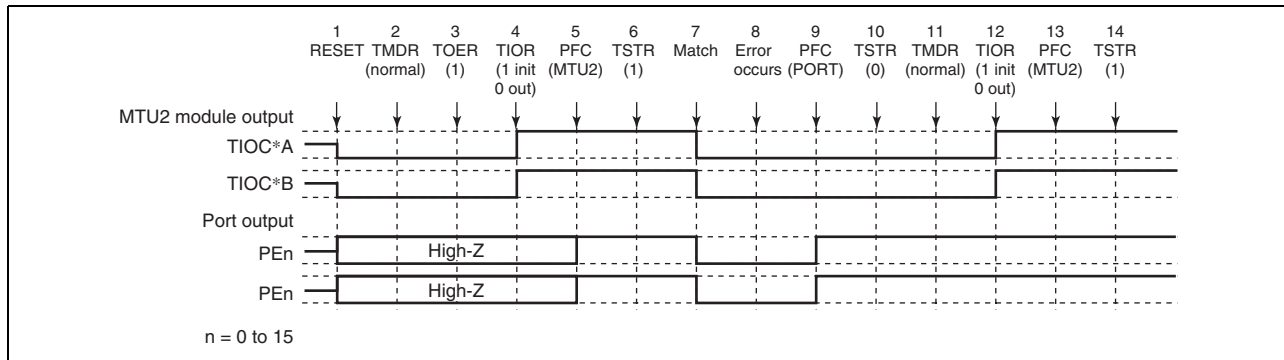 1 2 3 4 5 6 7 8 9 10 11 12 13 14
RESET TMDR TOER TIOR PFC TSTR Match Error PFC TSTR TMDR TIOR PFC TSTR
(normal) (1) (1 init (MTU2) (1) occurs (PORT) (0) (normal) (1 init (MTU2) (1)
0 out) 0 out)
MTU2 module output
TIOC*A
TIOC*B
Port output
PEn High-Z
PEn High-Z
n = 0 to 15